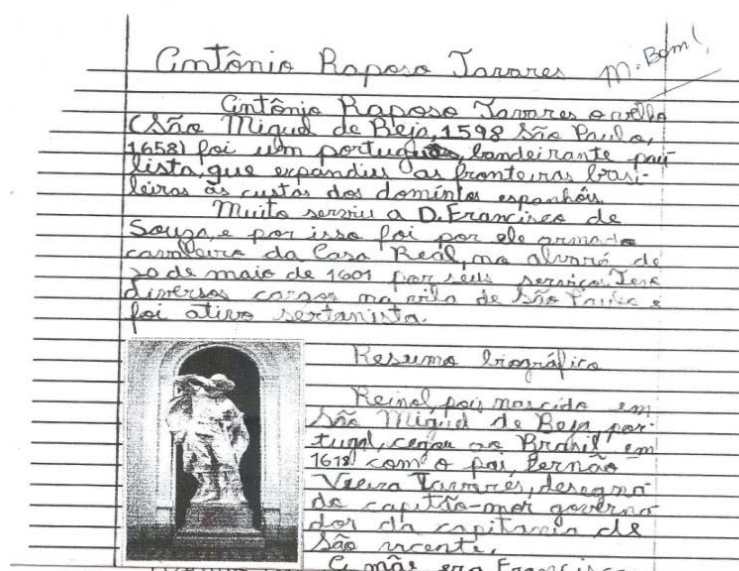 Antônio Raposo Tavares
M. Bom!
Antônio Raposo Tavares o velho
(São Miguel de Beja, 1598 São Paulo,
1658) foi um português, bandeirante pau-
lista, que expandiu as fronteiras brasi-
leiras às custas dos domínios espanhóis.
Muito serviu a D. Francisco de
Souza, e por isso foi por ele armado
cavaleiro da Casa Real, no alvará de
20 de maio de 1601 por seus serviços. Teve
diversos cargos na vila de São Paulo e
foi ativo sertanista.
Resumo biográfico
Reinol, pois nascido em
São Miguel de Beja, por-
tugal, cegou ao Brasil em
1618 com o pai, Fernão
Vieira Tavares, desegna
do capitão-mor governa
dor da capitania de
São vicente.
A mãe era Francisca